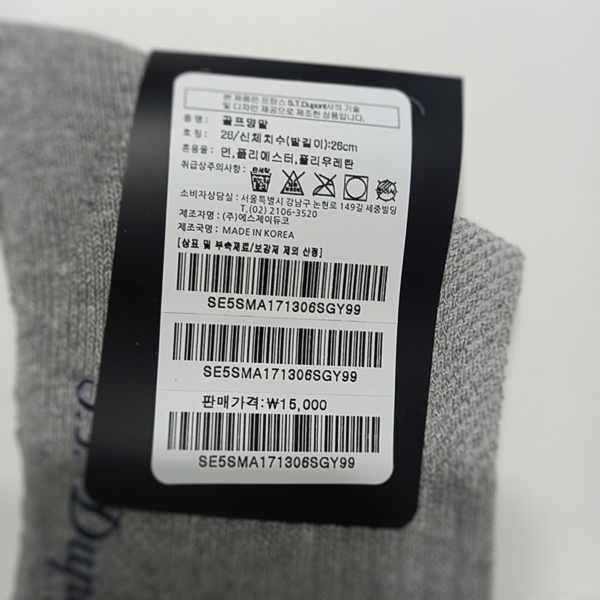 본 제품은 프랑스 S.T.Dupont사의 기술
및 디자인 제공으로 제조한 상품입니다.
품명 : 골프양말
호칭 : 26/신체치수(발길이):26cm
혼용율 : 면,폴리에스터,폴리우레탄
취급상주의사항 :
손세탁
소비자상담실 : 서울특별시 강남구 논현로 149길 세중빌딩
T.(02) 2106-3520
제조자명 : (주)에스제이듀코
제조국명 : MADE IN KOREA
[상표 및 부속재료/보강제 제외 산정]
SE5SMA171306SGY99
SE5SMA171306SGY99
판매가격:₩15,000
SE5SMA171306SGY99